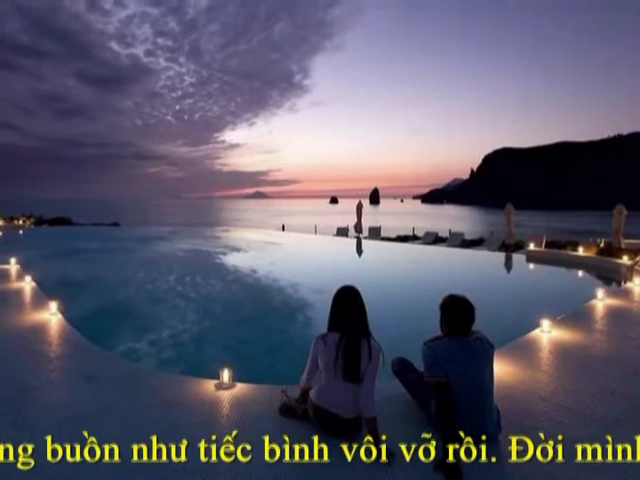 ng buồn như tiếc bình vôi vỡ rồi. Đời mình